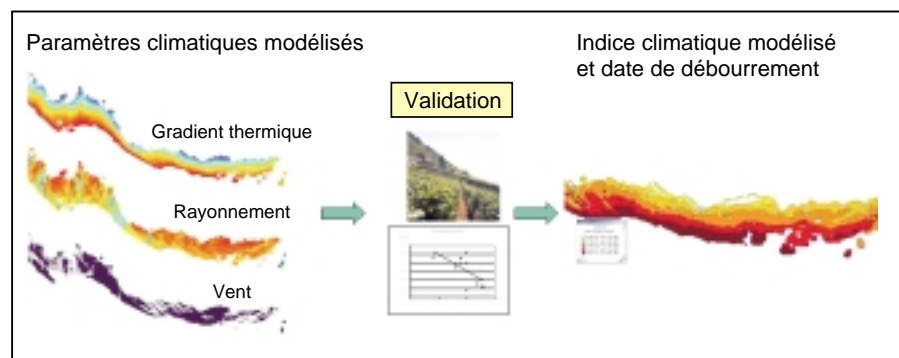 Paramètres climatiques modélisés
Indice climatique modélisé
et date de débourrement
Validation
Gradient thermique
Rayonnement
Vent